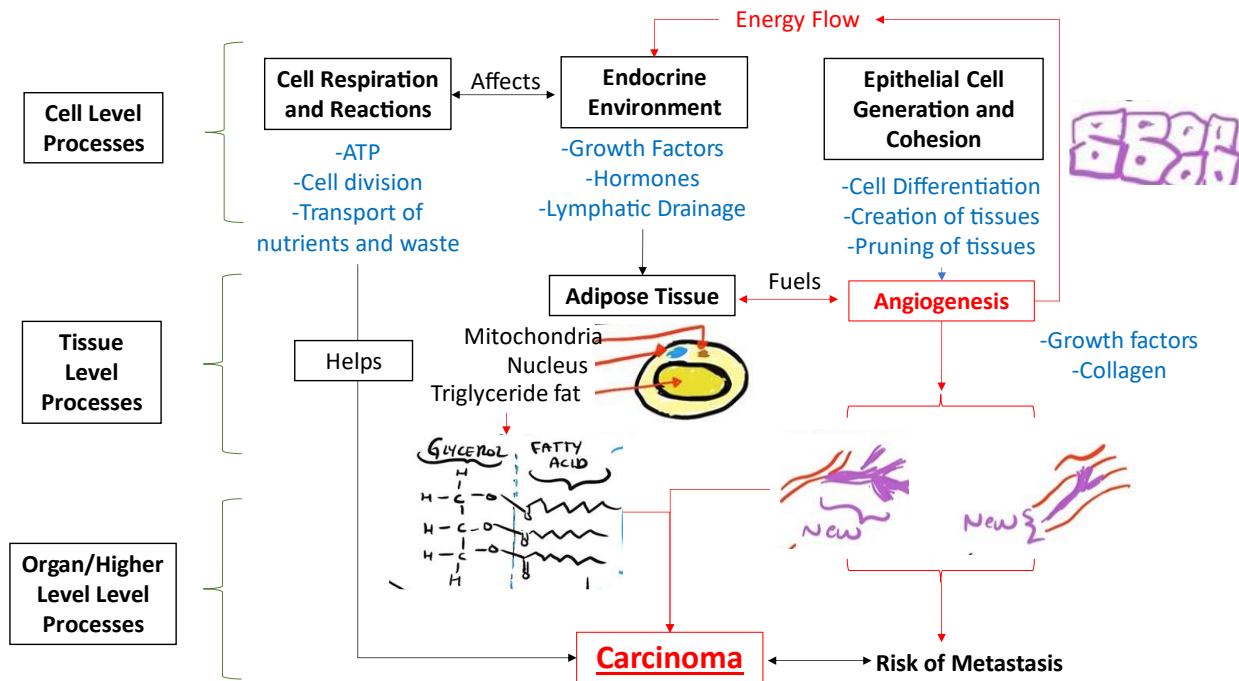 Energy Flow
Cell Level
Processes
Cell Respiration
and Reactions
Affects
Endocrine
Environment
Epithelial Cell
Generation and
Cohesion
-ATP
-Cell division
-Transport of
nutrients and waste
-Growth Factors
-Hormones
-Lymphatic Drainage
-Cell Differentiation
-Creation of tissues
-Pruning of tissues
Tissue
Level
Processes
Adipose Tissue
Fuels
Angiogenesis
Helps
Mitochondria
Nucleus
Triglyceride fat
-Growth factors
-Collagen
GLYCEROL
FATTY
ACID
H
H-C-O
H-C-O
H-C-O
H
New
New
Organ/Higher
Level Level
Processes
Carcinoma
Risk of Metastasis